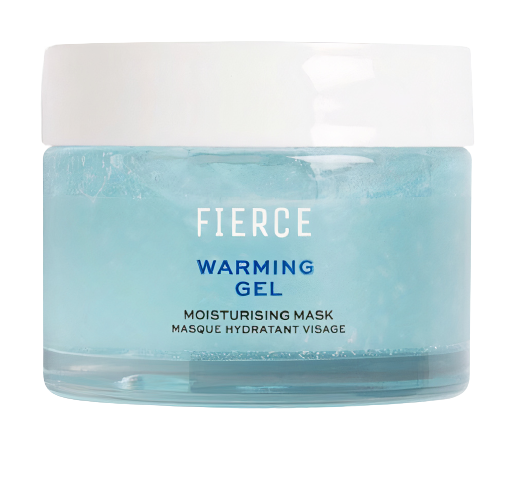 FIERCE
WARMING
GEL
MOISTURISING MASK
MASQUE HYDRATANT VISAGE